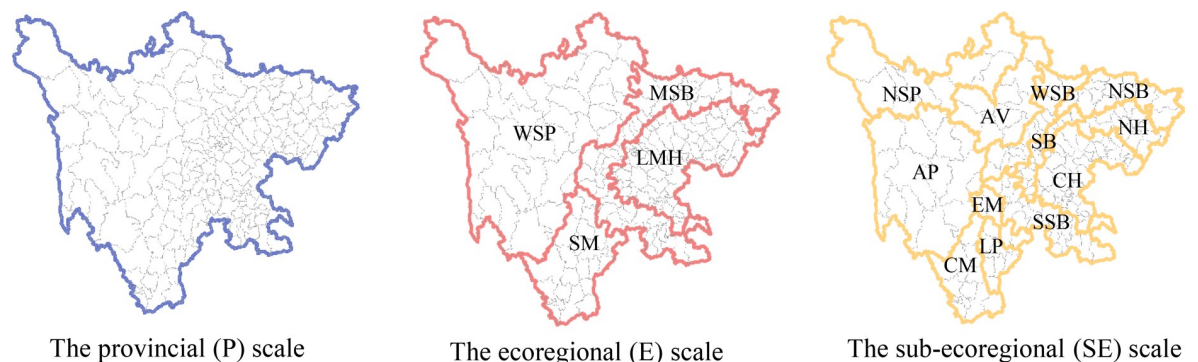 MSB
WSP
LMH
SM
NSP
WSB
NSB
AV
NH
SB
AP
CH
EM
SSB
LP
CM
The provincial (P) scale
The ecoregional (E) scale
The sub-ecoregional (SE) scale